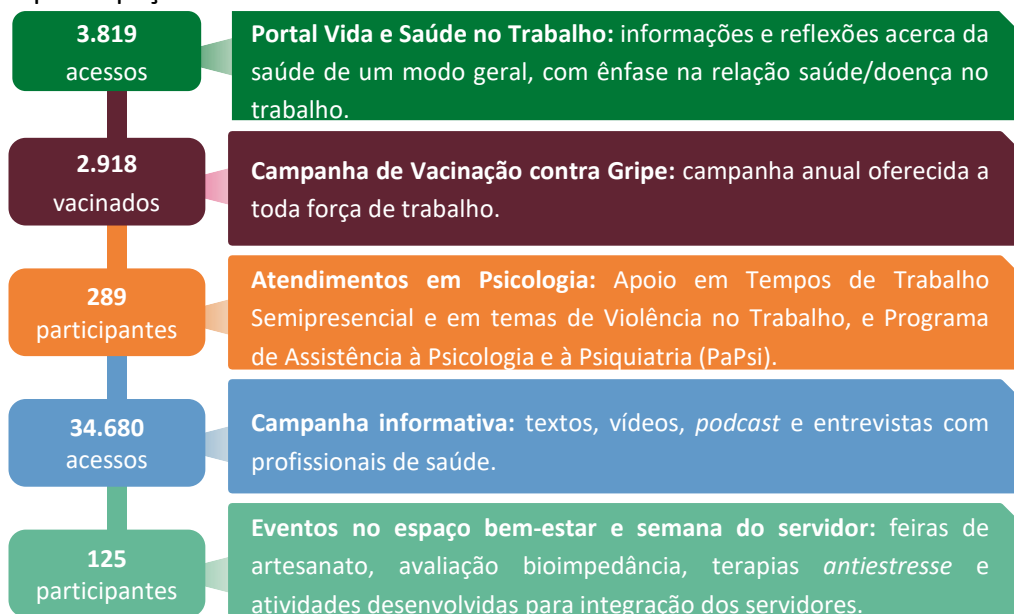 3.819
acessos
Portal Vida e Saúde no Trabalho: informações e reflexões acerca da
saúde de um modo geral, com ênfase na relação saúde/doença no
trabalho.
2.918
vacinados
Campanha de Vacinação contra Gripe: campanha anual oferecida a
toda força de trabalho.
289
participantes
Atendimentos em Psicologia: Apoio em Tempos de Trabalho
Semipresencial e em temas de Violência no Trabalho, e Programa
de Assistência à Psicologia e à Psiquiatria (PaPsi).
34.680
acessos
Campanha informativa: textos, vídeos, podcast e entrevistas com
profissionais de saúde.
125
participantes
Eventos no espaço bem-estar e semana do servidor: feiras de
artesanato, avaliação bioimpedância, terapias antiestresse e
atividades desenvolvidas para integração dos servidores.